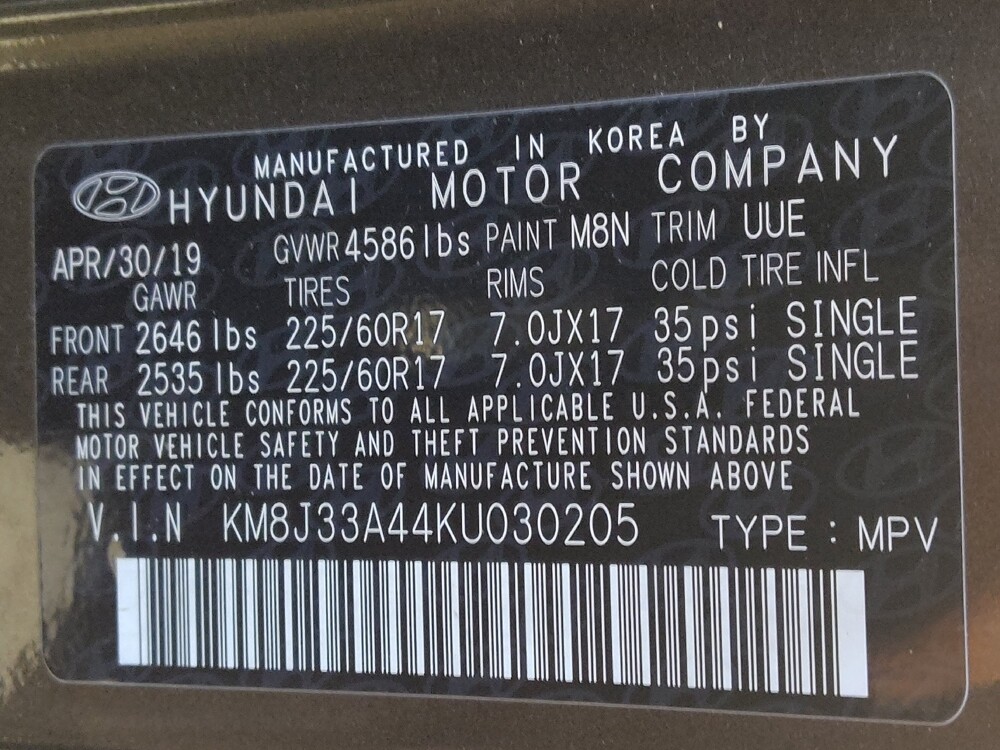 MANUFACTURED IN KOREA BY
HYUNDAI MOTOR COMPANY
APR/30/19 GVWR 4586lbs PAINT M8N TRIM UUE
GAWR TIRES RIMS COLD TIRE INFL
FRONT 2646 lbs 225/60R17 7.0JX17 35psi SINGLE
REAR 2535 lbs 225/60R17 7.0JX17 35psi SINGLE
THIS VEHICLE CONFORMS TO ALL APPLICABLE U.S.A. FEDERAL
MOTOR VEHICLE SAFETY AND THEFT PREVENTION STANDARDS
IN EFFECT ON THE DATE OF MANUFACTURE SHOWN ABOVE
V.I.N KM8J33A44KU030205 TYPE : MPV